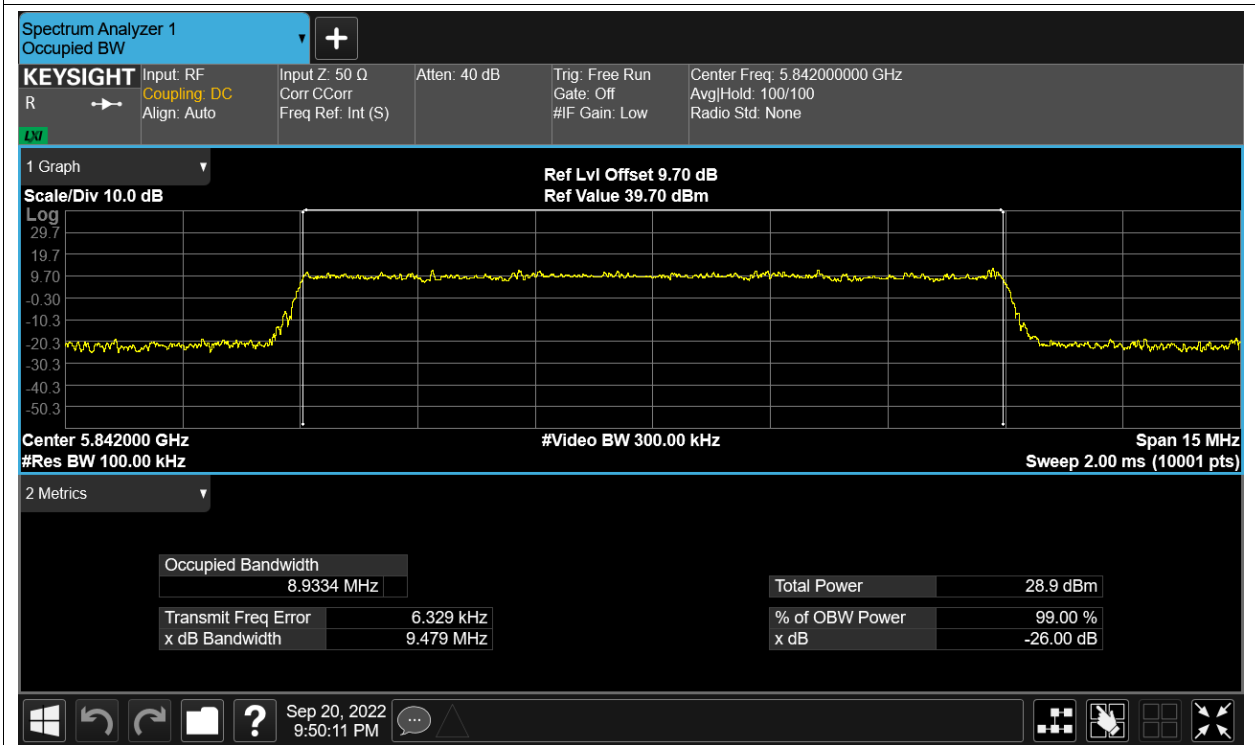 Spectrum Analyzer 1
Occupied BW
KEYSIGHT
R
LXI
Input: RF
Coupling: DC
Align: Auto
Input Z: 50 Ω
Corr CCorr
Freq Ref: Int (S)
Atten: 40 dB
Trig: Free Run
Gate: Off
#IF Gain: Low
Center Freq: 5.842000000 GHz
Avg|Hold: 100/100
Radio Std: None
1 Graph
Scale/Div 10.0 dB
Ref Lvl Offset 9.70 dB
Ref Value 39.70 dBm
Log
29.7
19.7
9.70
-0.30
-10.3
-20.3
-30.3
-40.3
-50.3
Center 5.842000 GHz
#Video BW 300.00 kHz
Span 15 MHz
#Res BW 100.00 kHz
Sweep 2.00 ms (10001 pts)
2 Metrics
Occupied Bandwidth
8.9334 MHz
Total Power 28.9 dBm
Transmit Freq Error 6.329 kHz
% of OBW Power 99.00 %
x dB Bandwidth 9.479 MHz
x dB -26.00 dB
?
Sep 20, 2022
9:50:11 PM